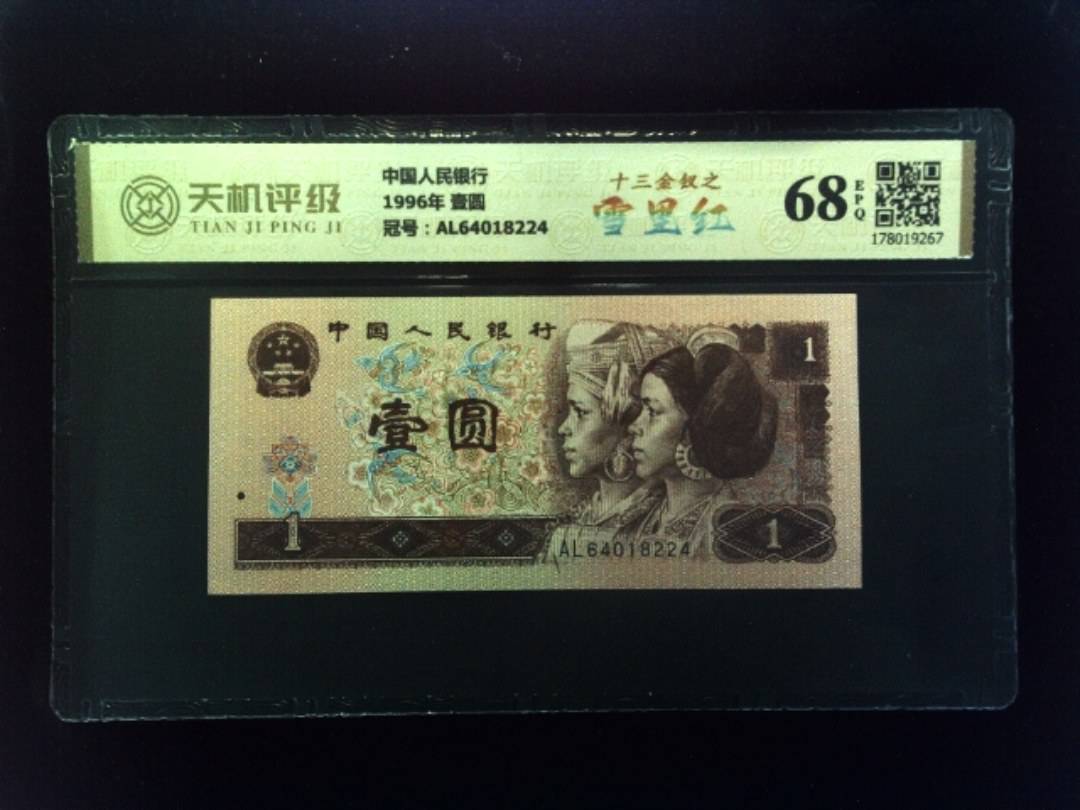 天机评级
TIAN JI PING JI
中国人民银行
1996年 壹圆
冠号：AL64018224
十三金钗之
雪里红
68
EPQ
178019267
中国人民银行
壹圆
1
1
AL64018224
1